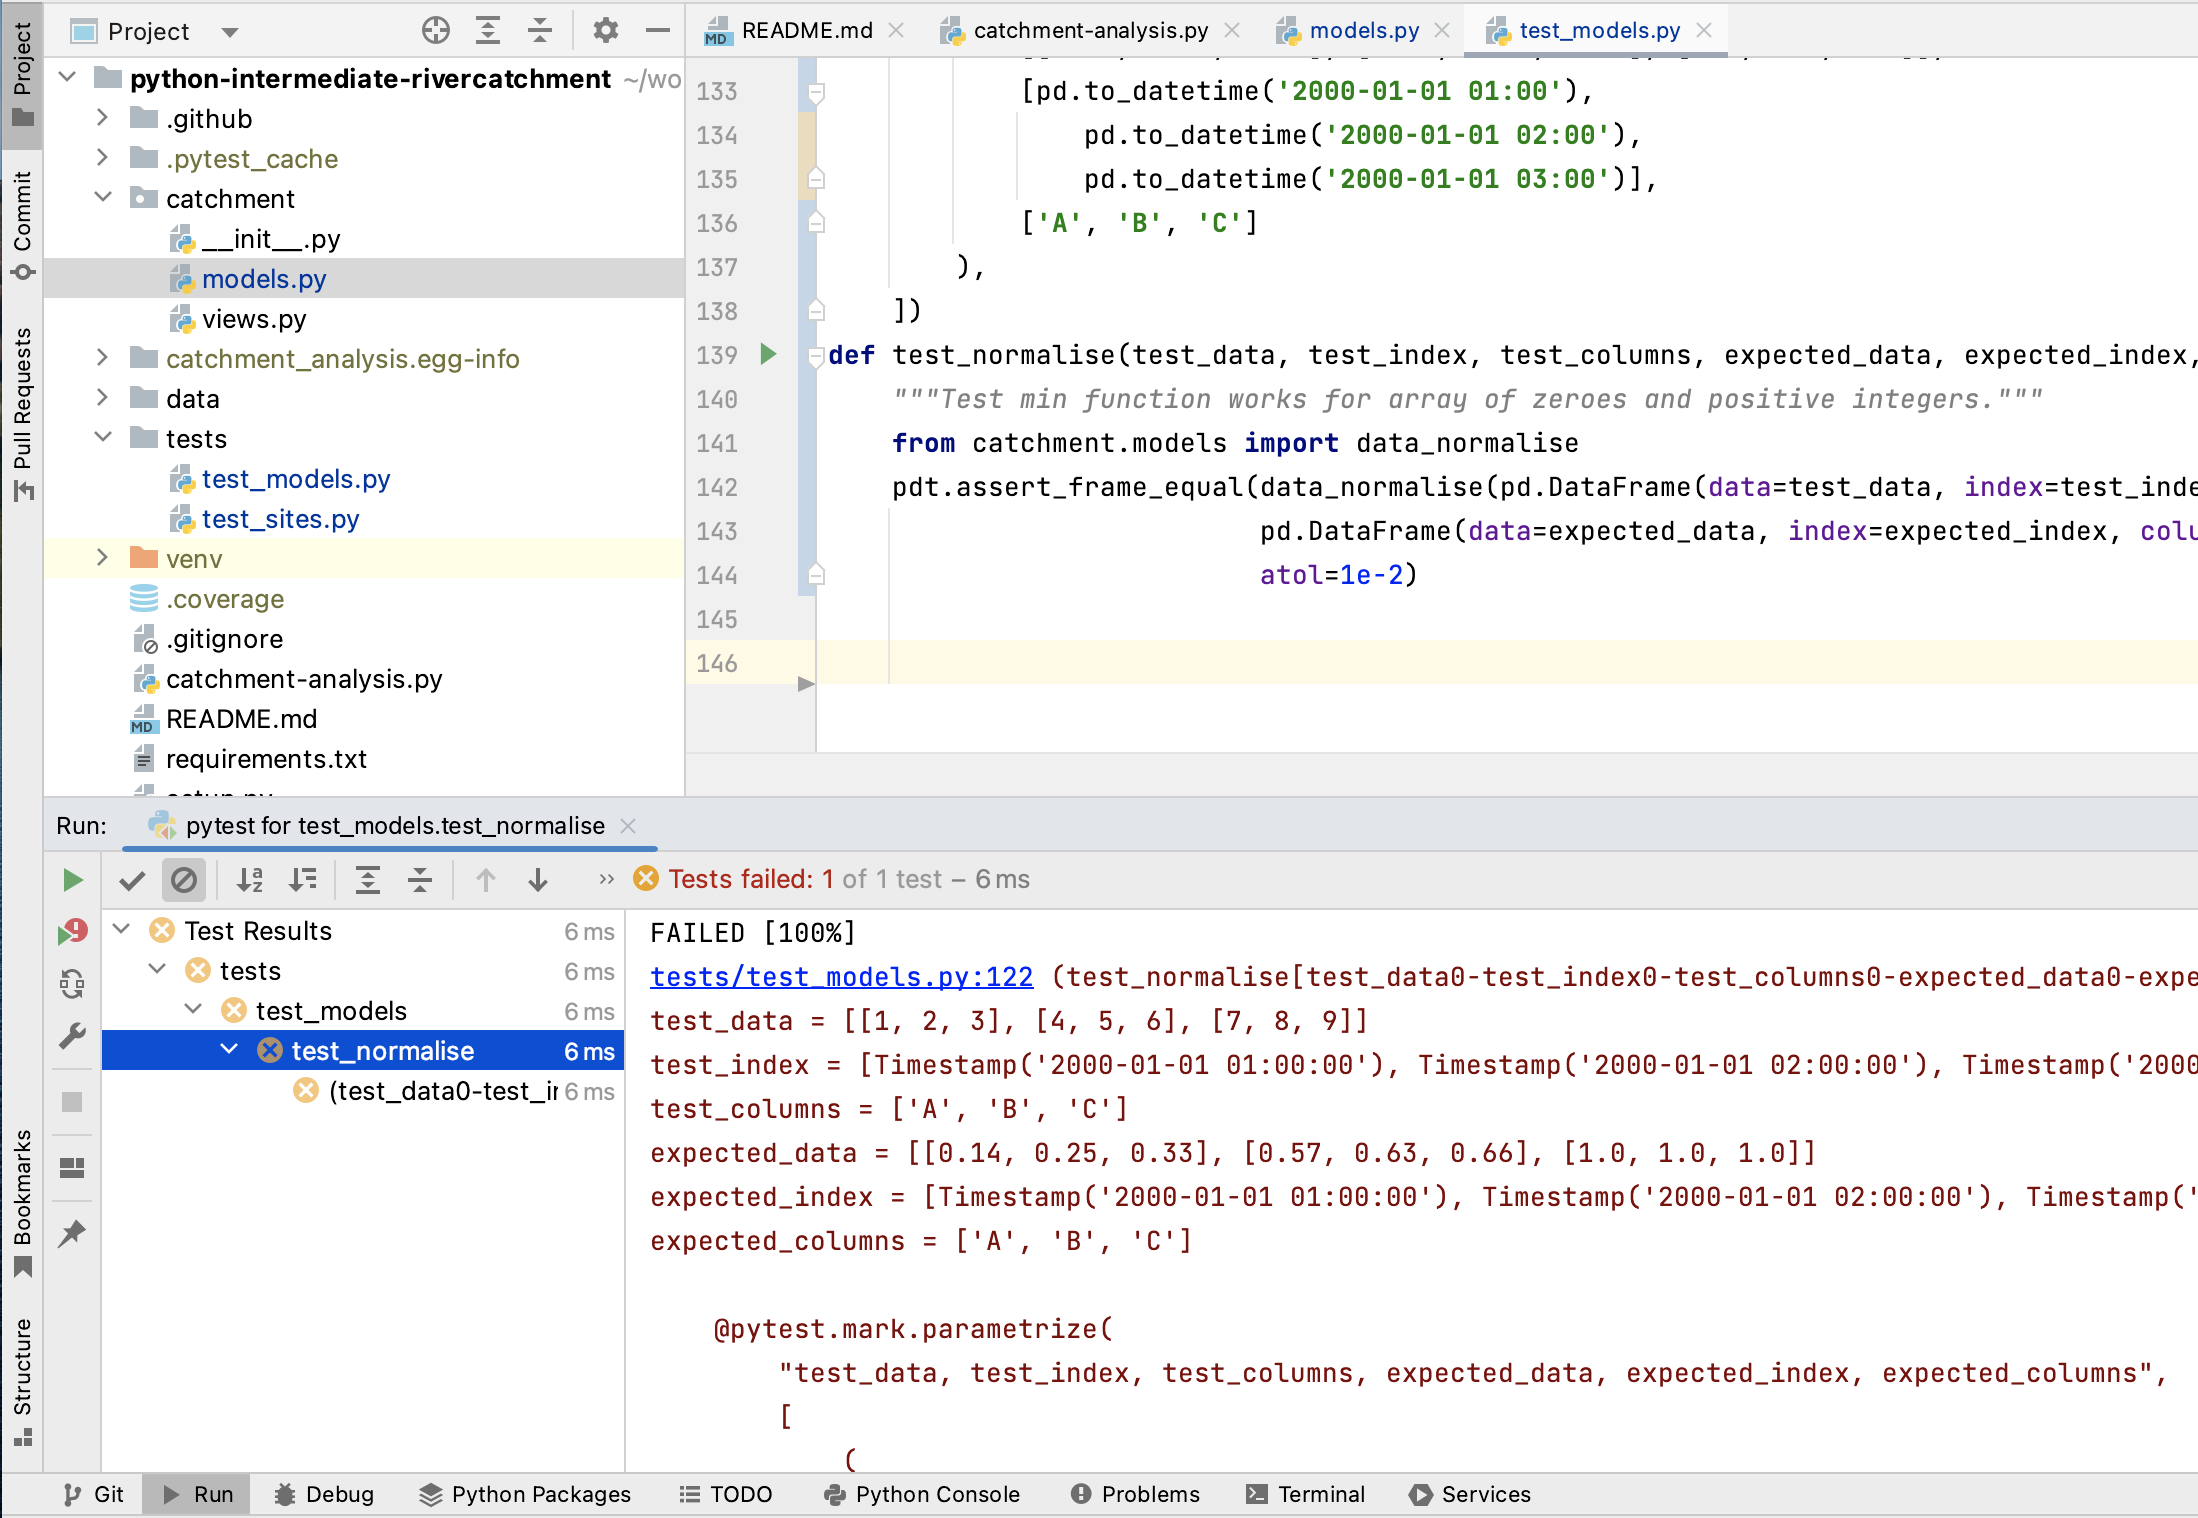 Project
README.md
catchment-analysis.py
models.py
test_models.py
Project
Commit
Pull Requests
Bookmarks
Structure
python-intermediate-rivercatchment ~/wo
.github
.pytest_cache
catchment
__init__.py
models.py
views.py
catchment_analysis.egg-info
data
tests
test_models.py
test_sites.py
venv
.coverage
.gitignore
catchment-analysis.py
README.md
requirements.txt
setup.py
133 [pd.to_datetime('2000-01-01 01:00'),
134 pd.to_datetime('2000-01-01 02:00'),
135 pd.to_datetime('2000-01-01 03:00')],
136 ['A', 'B', 'C']
137 ),
138 ])
139 def test_normalise(test_data, test_index, test_columns, expected_data, expected_index,
140 """Test min function works for array of zeroes and positive integers."""
141 from catchment.models import data_normalise
142 pdt.assert_frame_equal(data_normalise(pd.DataFrame(data=test_data, index=test_inde
143 pd.DataFrame(data=expected_data, index=expected_index, colu
144 atol=1e-2)
145
146
Run: pytest for test_models.test_normalise
Tests failed: 1 of 1 test – 6 ms
Test Results 6 ms
tests 6 ms
test_models 6 ms
test_normalise 6 ms
(test_data0-test_ir 6 ms
FAILED [100%]
tests/test_models.py:122 (test_normalise[test_data0-test_index0-test_columns0-expected_data0-expe
test_data = [[1, 2, 3], [4, 5, 6], [7, 8, 9]]
test_index = [Timestamp('2000-01-01 01:00:00'), Timestamp('2000-01-01 02:00:00'), Timestamp('2000
test_columns = ['A', 'B', 'C']
expected_data = [[0.14, 0.25, 0.33], [0.57, 0.63, 0.66], [1.0, 1.0, 1.0]]
expected_index = [Timestamp('2000-01-01 01:00:00'), Timestamp('2000-01-01 02:00:00'), Timestamp('
expected_columns = ['A', 'B', 'C']
@pytest.mark.parametrize(
"test_data, test_index, test_columns, expected_data, expected_index, expected_columns",
[
(
Git
Run
Debug
Python Packages
TODO
Python Console
Problems
Terminal
Services